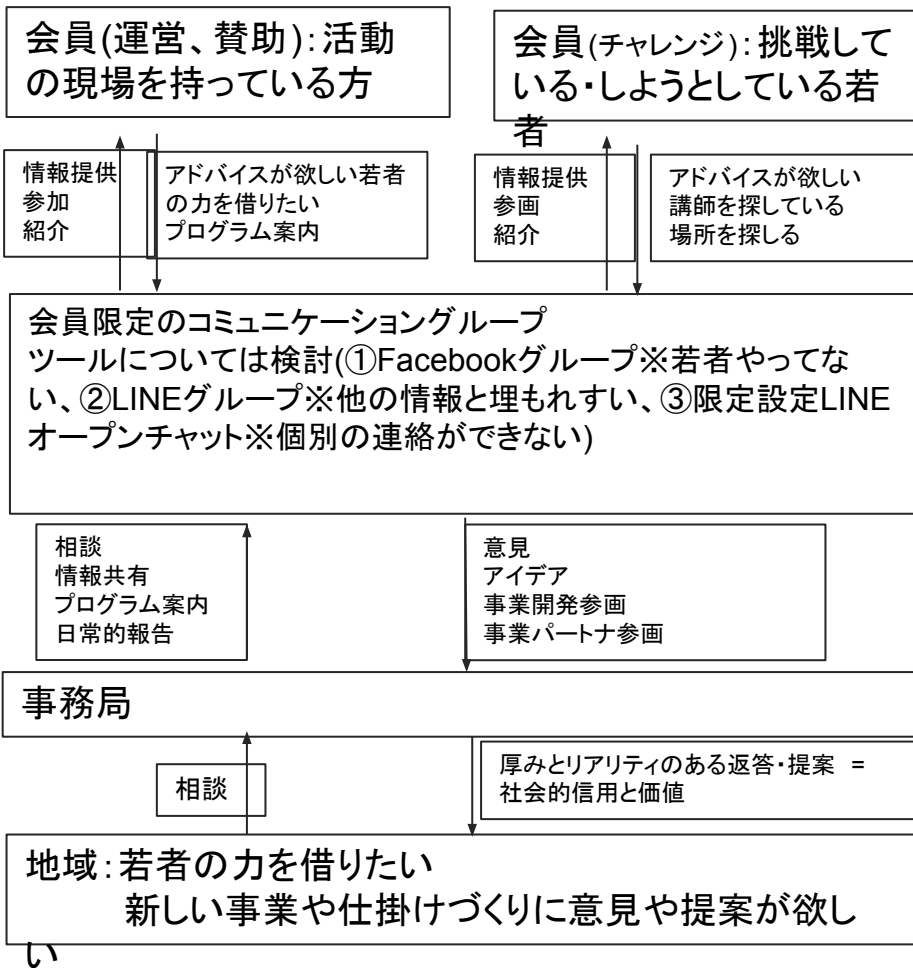 会員(運営、賛助)：活動
の現場を持っている方
会員(チャレンジ)：挑戦して
いる・しようとしている若
者
情報提供
参加
紹介
アドバイスが欲しい若者
の力を借りたい
プログラム案内
情報提供
参画
紹介
アドバイスが欲しい
講師を探している
場所を探しる
会員限定のコミュニケーショングループ
ツールについては検討(①Facebookグループ※若者やってな
い、②LINEグループ※他の情報と埋もれすい、③限定設定LINE
オープンチャット※個別の連絡ができない)
相談
情報共有
プログラム案内
日常的報告
意見
アイデア
事業開発参画
事業パートナ参画
事務局
相談
厚みとリアリティのある返答・提案 =
社会的信用と価値
地域：若者の力を借りたい
新しい事業や仕掛けづくりに意見や提案が欲し
い